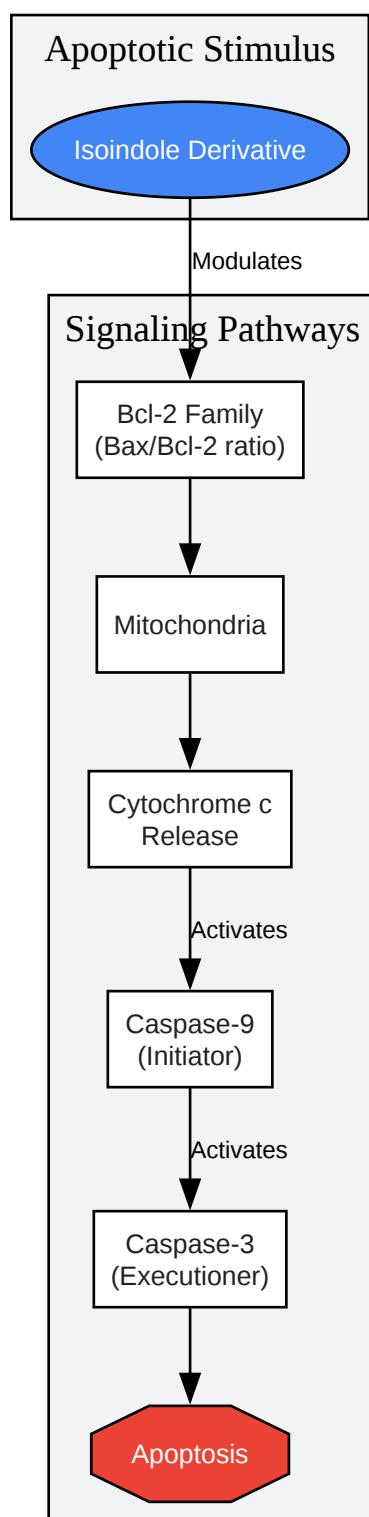 Apoptotic Stimulus
Isoindole Derivative
Modulates
Signaling Pathways
Bcl-2 Family
(Bax/Bcl-2 ratio)
Mitochondria
Cytochrome c
Release
Activates
Caspase-9
(Initiator)
Activates
Caspase-3
(Executioner)
Apoptosis